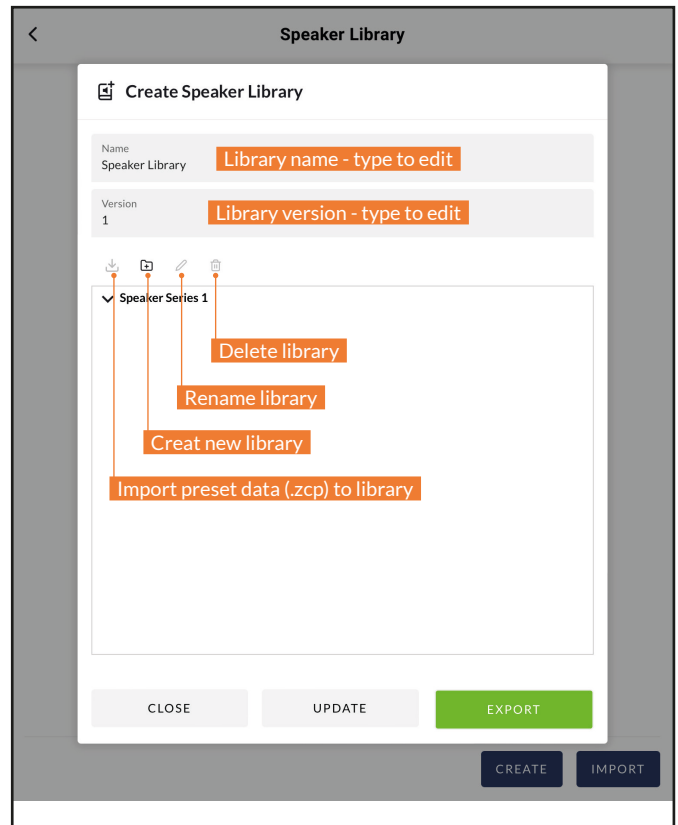 Speaker Library
Create Speaker Library
Name
Speaker Library
Library name - type to edit
Version
1
Library version - type to edit
Speaker Series 1
Delete library
Rename library
Creat new library
Import preset data (.zcp) to library
CLOSE
UPDATE
EXPORT
CREATE
IMPORT